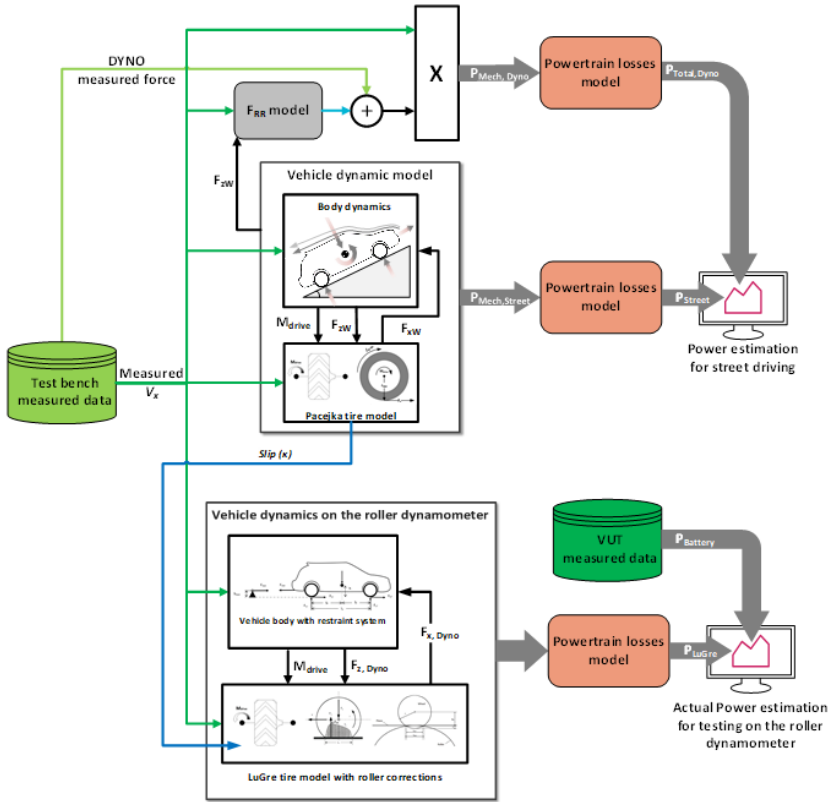 DYNO
measured force
F_RR model
+
X
P_Mech, Dyno
Powertrain losses
model
P_Total,Dyno
F_zW
Vehicle dynamic model
Body dynamics
M_drive
F_zW
F_xW
Pacejka tire model
P_Mech,Street
Powertrain losses
model
P_Street
Power estimation
for street driving
Test bench
measured data
Measured
V_x
Slip (κ)
Vehicle dynamics on the roller dynamometer
Vehicle body with restraint system
M_drive
F_z, Dyno
F_x, Dyno
LuGre tire model with roller corrections
VUT
measured data
P_Battery
Powertrain losses
model
P_LuGre
Actual Power estimation
for testing on the roller
dynamometer